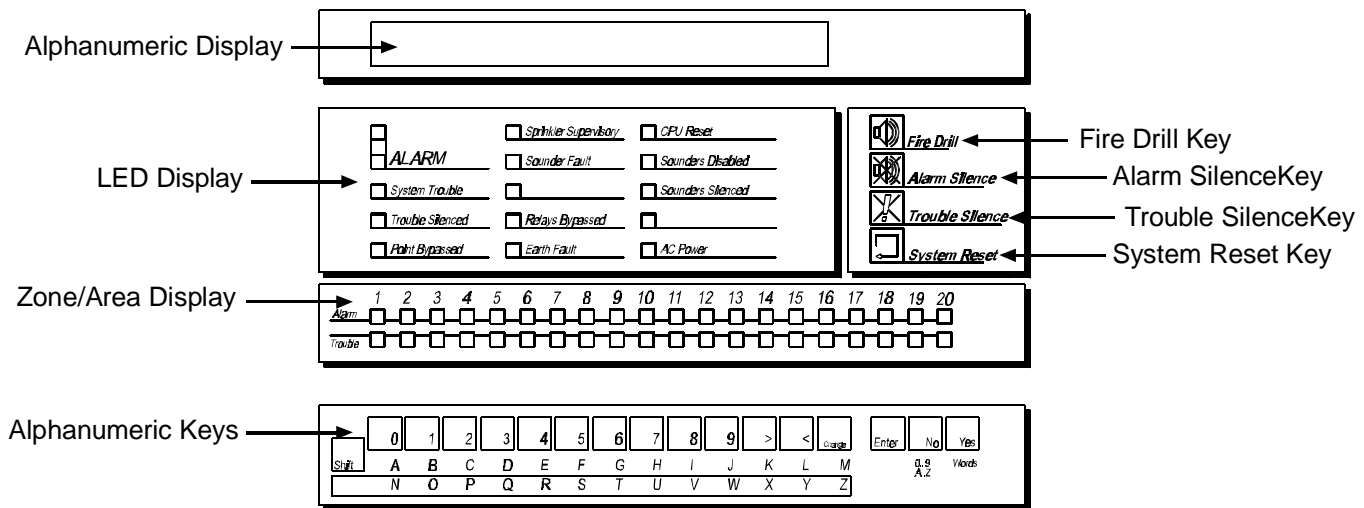 Alphanumeric Display
LED Display
ALARM
System Trouble
Trouble Silenced
Point Bypassed
Sprinkler Supervisory
Sounder Fault
Relays Bypassed
Earth Fault
CPU Reset
Sounders Disabled
Sounders Silenced
AC Power
Fire Drill
Alarm Silence
Trouble Silence
System Reset
Fire Drill Key
Alarm SilenceKey
Trouble SilenceKey
System Reset Key
Zone/Area Display
1 2 3 4 5 6 7 8 9 10 11 12 13 14 15 16 17 18 19 20
Alarm
Trouble
Alphanumeric Keys
Shift
0 1 2 3 4 5 6 7 8 9 > < Change Enter No Yes
A B C D E F G H I J K L M
N O P Q R S T U V W X Y Z
0..9
A.Z
Words